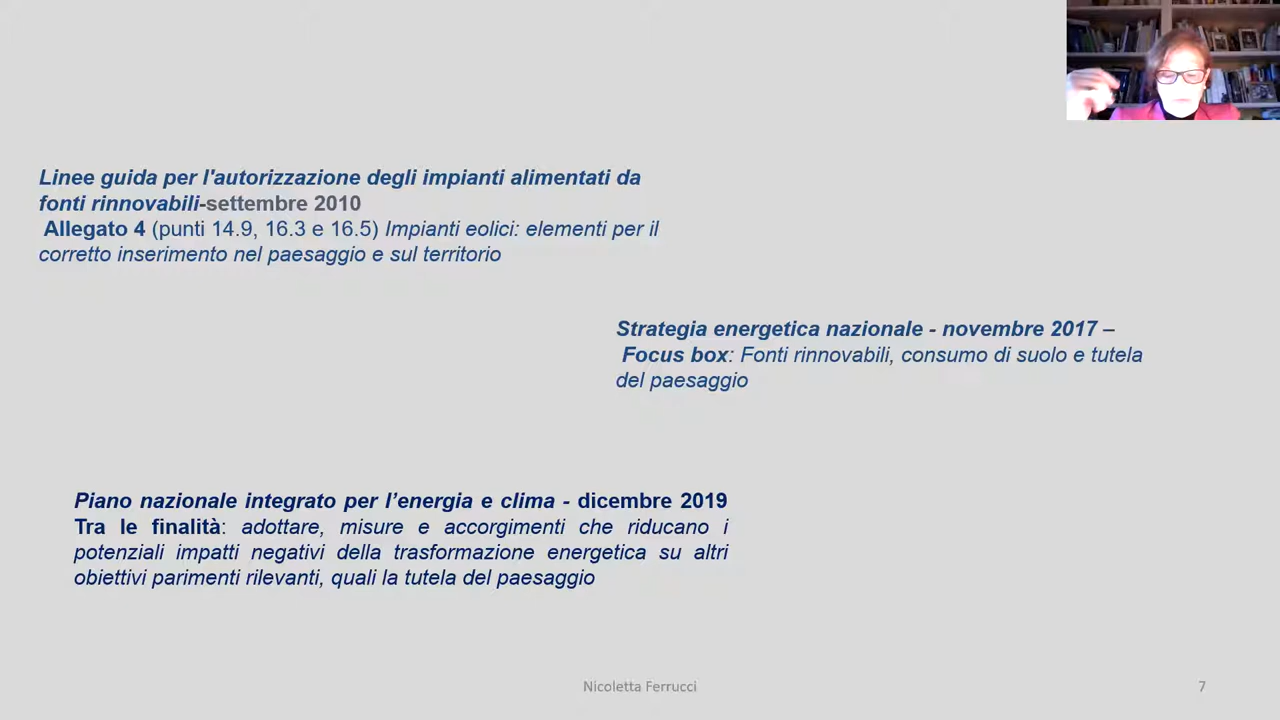 Linee guida per l'autorizzazione degli impianti alimentati da
fonti rinnovabili-settembre 2010
Allegato 4 (punti 14.9, 16.3 e 16.5) Impianti eolici: elementi per il
corretto inserimento nel paesaggio e sul territorio
Strategia energetica nazionale - novembre 2017 –
Focus box: Fonti rinnovabili, consumo di suolo e tutela
del paesaggio
Piano nazionale integrato per l’energia e clima - dicembre 2019
Tra le finalità: adottare, misure e accorgimenti che riducano i
potenziali impatti negativi della trasformazione energetica su altri
obiettivi parimenti rilevanti, quali la tutela del paesaggio
Nicoletta Ferrucci
7